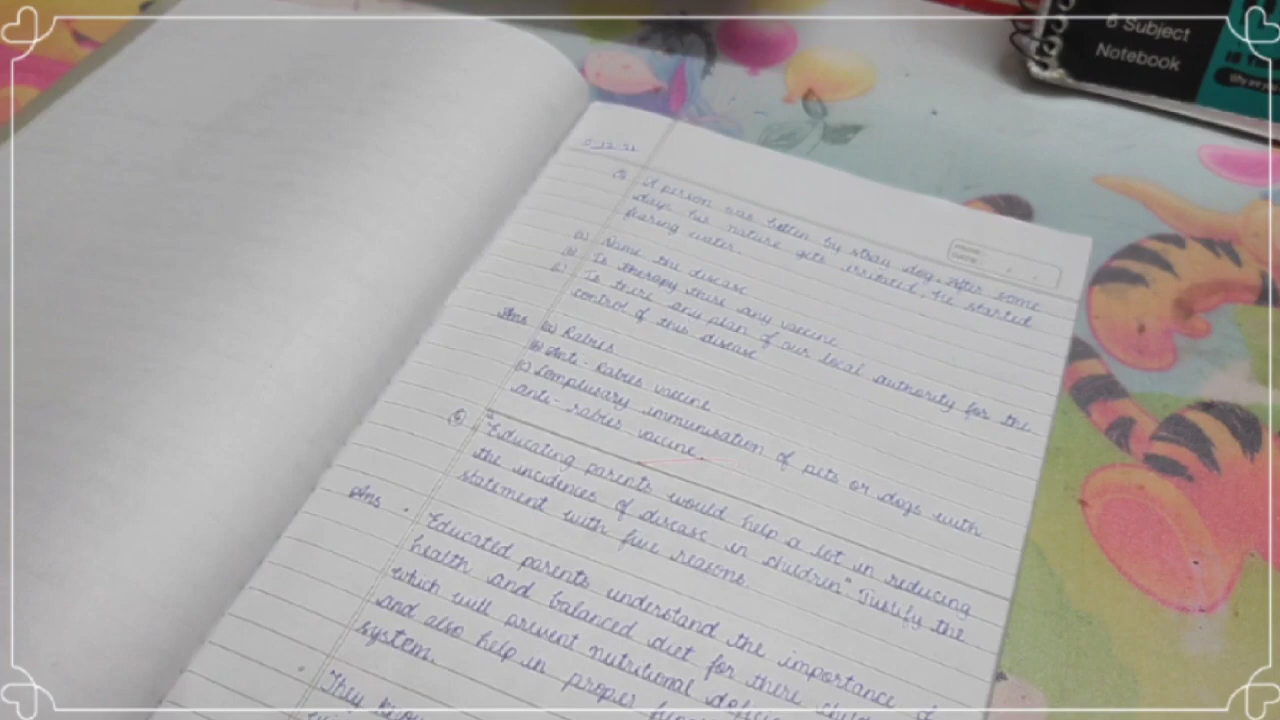 6 Subject
Notebook
Q A person was bitten by stray dog. After some
days his nature gets irritated. He started
fearing water.
(a) Name the disease
(b) Is therapy there any vaccine
(c) Is there any plan of our local authority for the
control of this disease
Ans (a) Rabies
(b) Anti-Rabies vaccine
(c) Complusary immunisation of pets or dogs with
anti-rabies vaccine.
Q "Educating parents would help a lot in reducing
the incidences of disease in children". Justify the
statement with five reasons.
Ans • Educated parents understand the importance of
health and balanced diet for there
which will prevent nutritional
and also help in proper
system.
• They